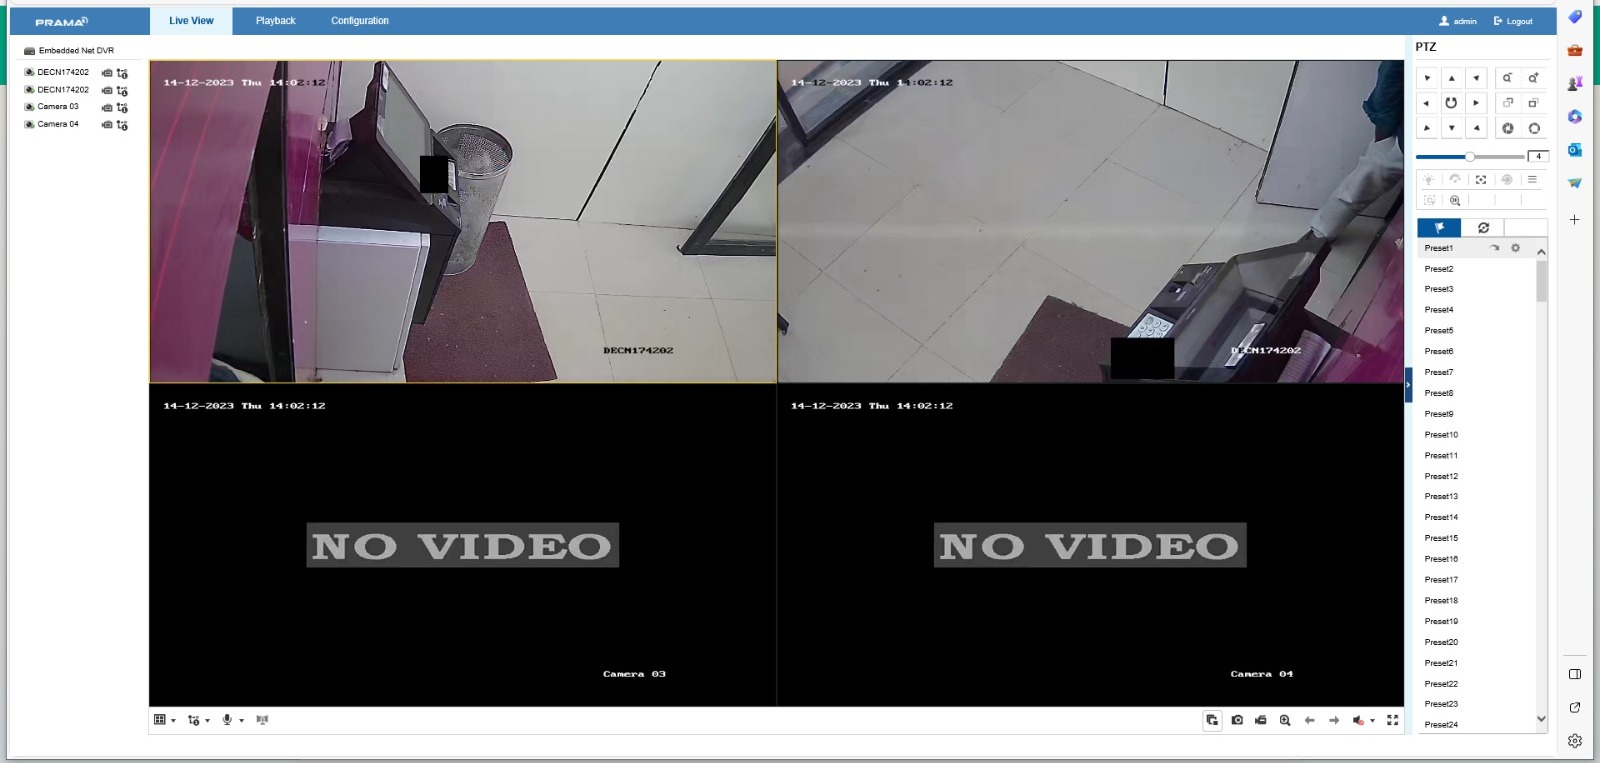 PRAMA
Live View
Playback
Configuration
admin
Logout
Embedded Net DVR
DECN174202
DECN174202
Camera 03
Camera 04
14-12-2023 Thu 14:02:12
DECN174202
14-12-2023 Thu 14:02:12
DECN174202
14-12-2023 Thu 14:02:12
NO VIDEO
Camera 03
14-12-2023 Thu 14:02:12
NO VIDEO
Camera 04
PTZ
4
Preset1
Preset2
Preset3
Preset4
Preset5
Preset6
Preset7
Preset8
Preset9
Preset10
Preset11
Preset12
Preset13
Preset14
Preset15
Preset16
Preset17
Preset18
Preset19
Preset20
Preset21
Preset22
Preset23
Preset24